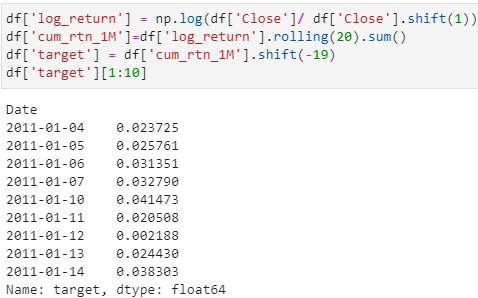 df['log_return'] = np.log(df['Close']/ df['Close'].shift(1))
df['cum_rtn_1M']=df['log_return'].rolling(20).sum()
df['target'] = df['cum_rtn_1M'].shift(-19)
df['target'][1:10]
Date
2011-01-04    0.023725
2011-01-05    0.025761
2011-01-06    0.031351
2011-01-07    0.032790
2011-01-10    0.041473
2011-01-11    0.020508
2011-01-12    0.002188
2011-01-13    0.024430
2011-01-14    0.038303
Name: target, dtype: float64